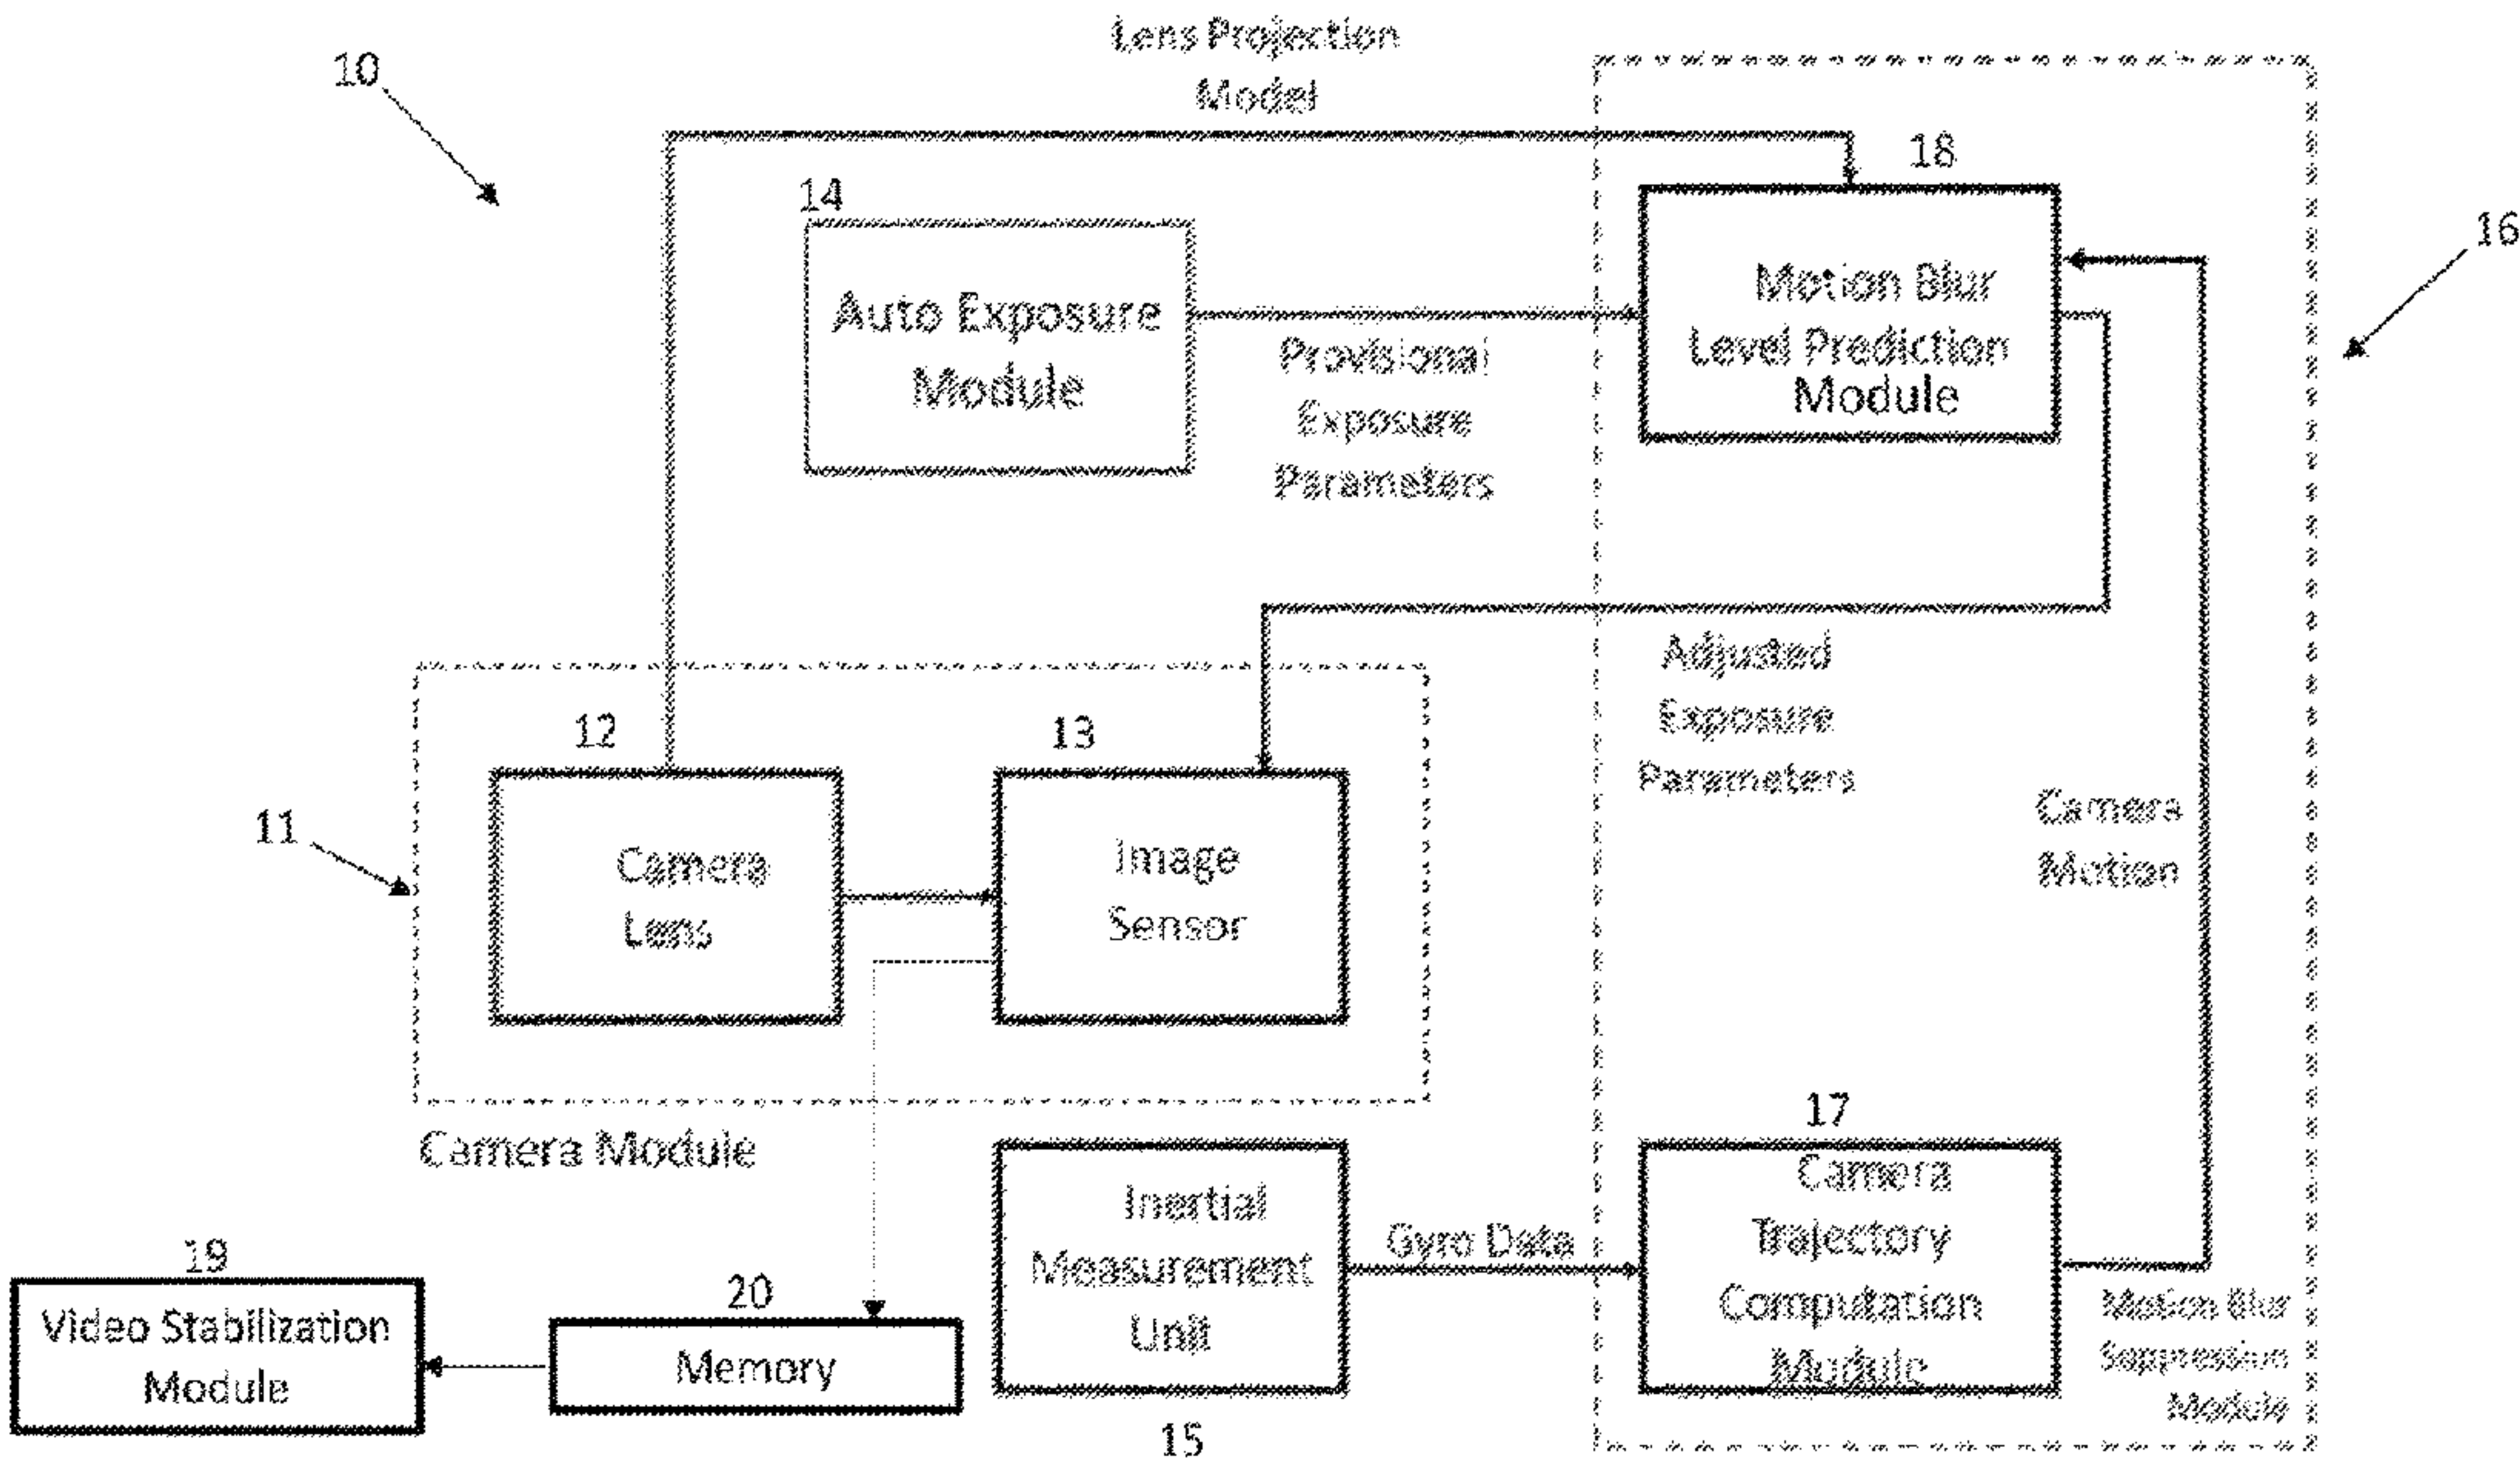 Lens Projection
Model
10
18
14
16
Auto Exposure
Module
Motion Blur
Level Prediction
Module
Provisional
Exposure
Parameters
Adjusted
Exposure
Parameters
12
13
11
Camera
Lens
Image
Sensor
Camera
Motion
Camera Module
17
Inertial
Measurement
Unit
Gyro Data
Camera
Trajectory
Computation
Module
19
Video Stabilization
Module
20
Memory
Motion Blur
Suppression
Module
15